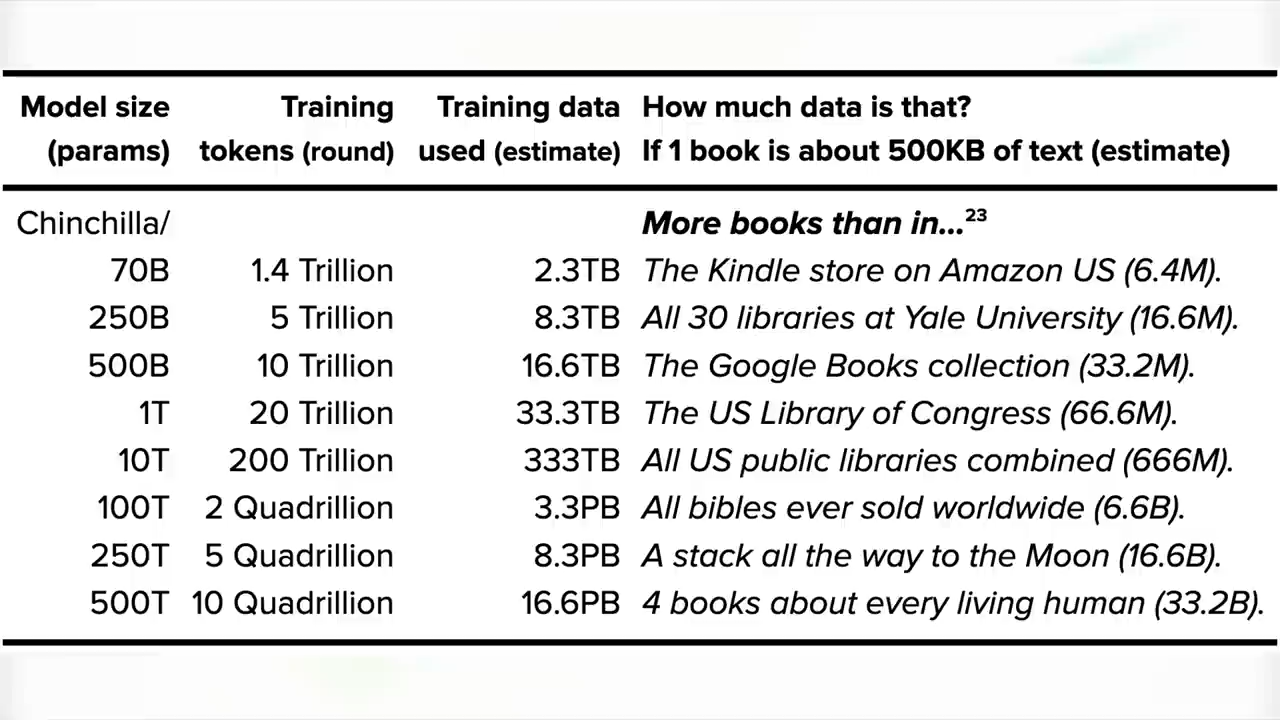 Model size Training Training data How much data is that?
(params) tokens (round) used (estimate) If 1 book is about 500KB of text (estimate)
Chinchilla/ More books than in...23
70B 1.4 Trillion 2.3TB The Kindle store on Amazon US (6.4M).
250B 5 Trillion 8.3TB All 30 libraries at Yale University (16.6M).
500B 10 Trillion 16.6TB The Google Books collection (33.2M).
1T 20 Trillion 33.3TB The US Library of Congress (66.6M).
10T 200 Trillion 333TB All US public libraries combined (666M).
100T 2 Quadrillion 3.3PB All bibles ever sold worldwide (6.6B).
250T 5 Quadrillion 8.3PB A stack all the way to the Moon (16.6B).
500T 10 Quadrillion 16.6PB 4 books about every living human (33.2B).